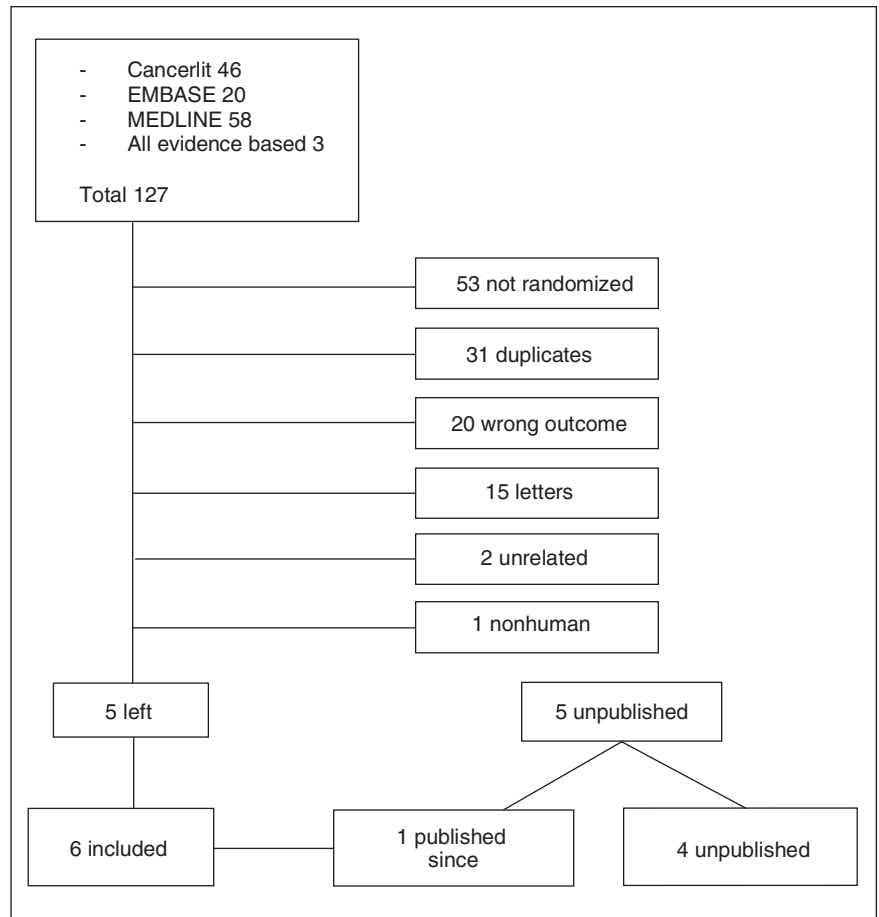 - Cancerlit 46
- EMBASE 20
- MEDLINE 58
- All evidence based 3
Total 127
53 not randomized
31 duplicates
20 wrong outcome
15 letters
2 unrelated
1 nonhuman
5 left
5 unpublished
6 included
1 published
since
4 unpublished